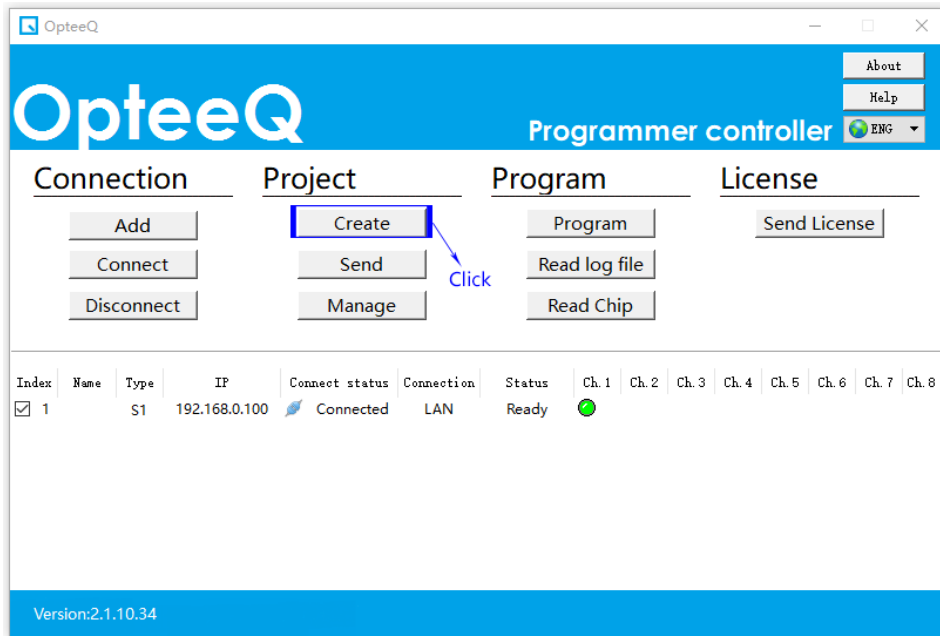 OpteeQ
About
Help
OpteeQ
Programmer controller
ENG
Connection Project Program License
Add Create Program Send License
Click
Connect Send Read log file
Disconnect Manage Read Chip
Index Name Type IP Connect status Connection Status Ch.1 Ch.2 Ch.3 Ch.4 Ch.5 Ch.6 Ch.7 Ch.8
1 S1 192.168.0.100 Connected LAN Ready
Version:2.1.10.34